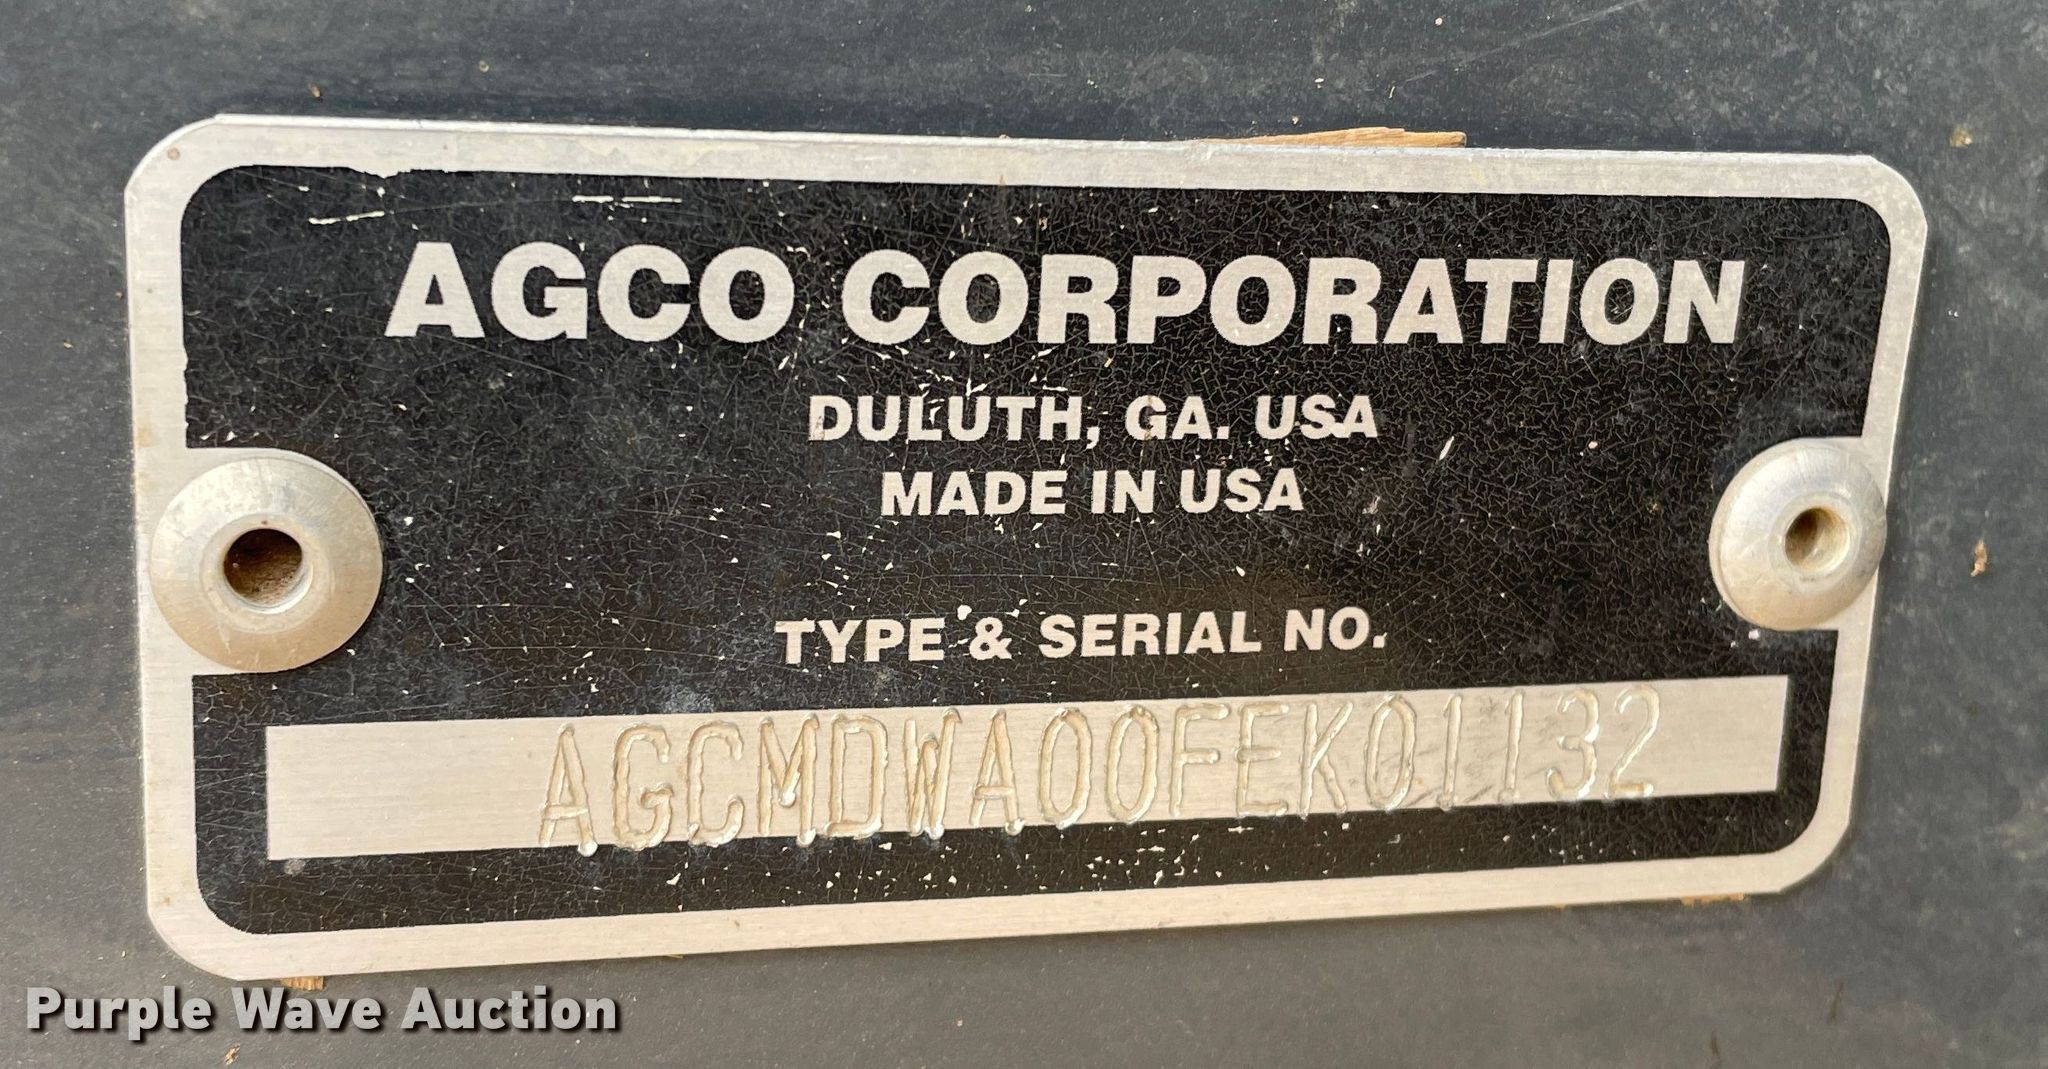 AGCO CORPORATION
DULUTH, GA. USA
MADE IN USA
TYPE & SERIAL NO.
AGCMDWA00FEK01132
Purple Wave Auction